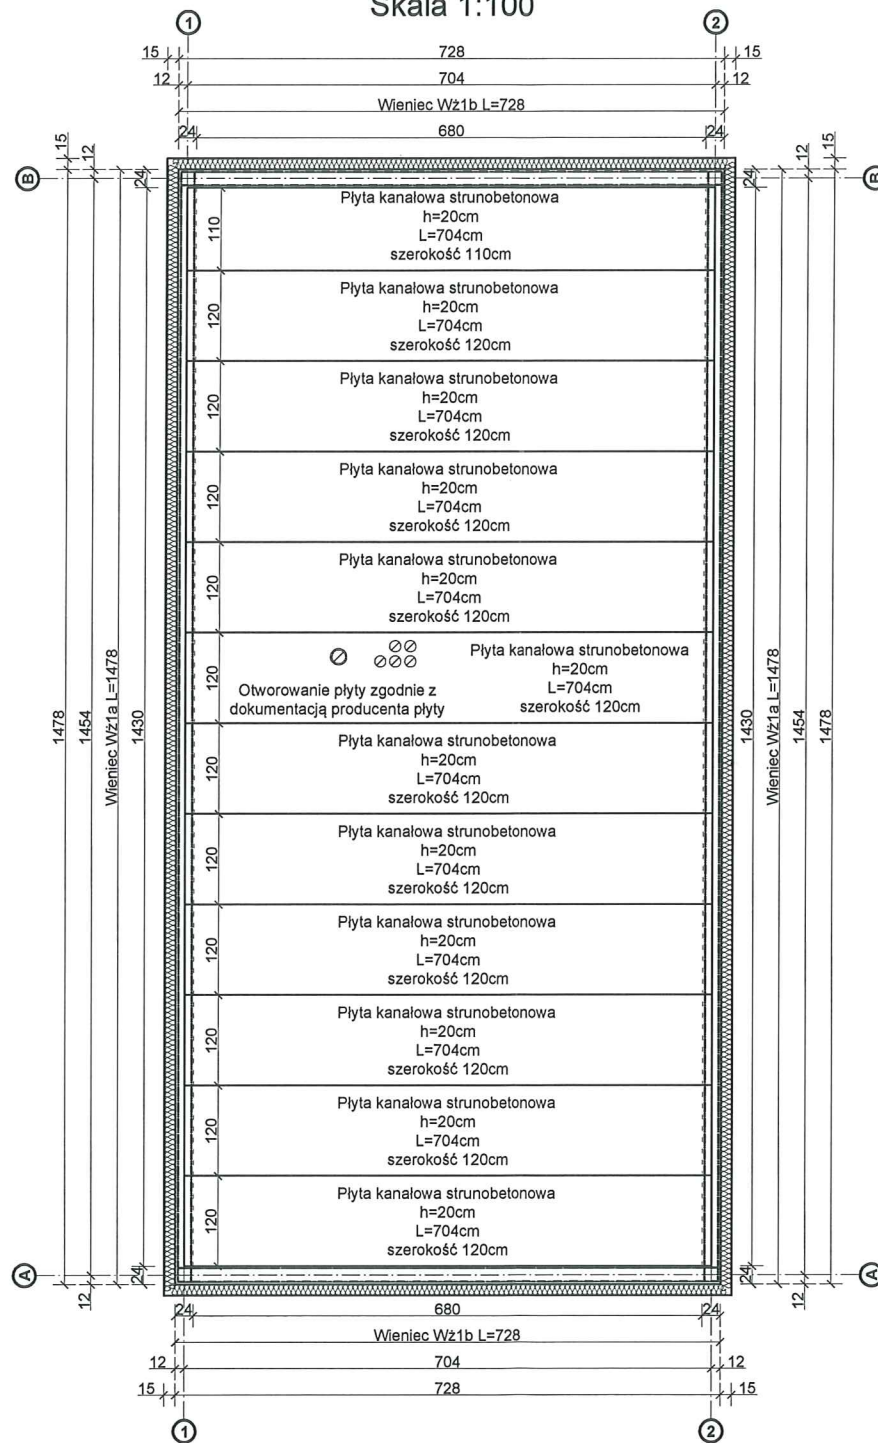 Skala 1:100
1 2
15 728 15
12 704 12
Wieniec Wż1b L=728
24 680 24
15 12 24
12 15 24
B B
Płyta kanałowa strunobetonowa
h=20cm
L=704cm
szerokość 110cm
110
Płyta kanałowa strunobetonowa
h=20cm
L=704cm
szerokość 120cm
120
Płyta kanałowa strunobetonowa
h=20cm
L=704cm
szerokość 120cm
120
Płyta kanałowa strunobetonowa
h=20cm
L=704cm
szerokość 120cm
120
Płyta kanałowa strunobetonowa
h=20cm
L=704cm
szerokość 120cm
120
Płyta kanałowa strunobetonowa
h=20cm
L=704cm
szerokość 120cm
120
Otworowanie płyty zgodnie z
dokumentacją producenta płyty
1478
1454
Wieniec Wż1a L=1478
1430
1430
Wieniec Wż1a L=1478
1454
1478
Płyta kanałowa strunobetonowa
h=20cm
L=704cm
szerokość 120cm
120
Płyta kanałowa strunobetonowa
h=20cm
L=704cm
szerokość 120cm
120
Płyta kanałowa strunobetonowa
h=20cm
L=704cm
szerokość 120cm
120
Płyta kanałowa strunobetonowa
h=20cm
L=704cm
szerokość 120cm
120
Płyta kanałowa strunobetonowa
h=20cm
L=704cm
szerokość 120cm
120
Płyta kanałowa strunobetonowa
h=20cm
L=704cm
szerokość 120cm
120
A A
24 24
12 12
24 680 24
Wieniec Wż1b L=728
12 704 12
15 728 15
1 2